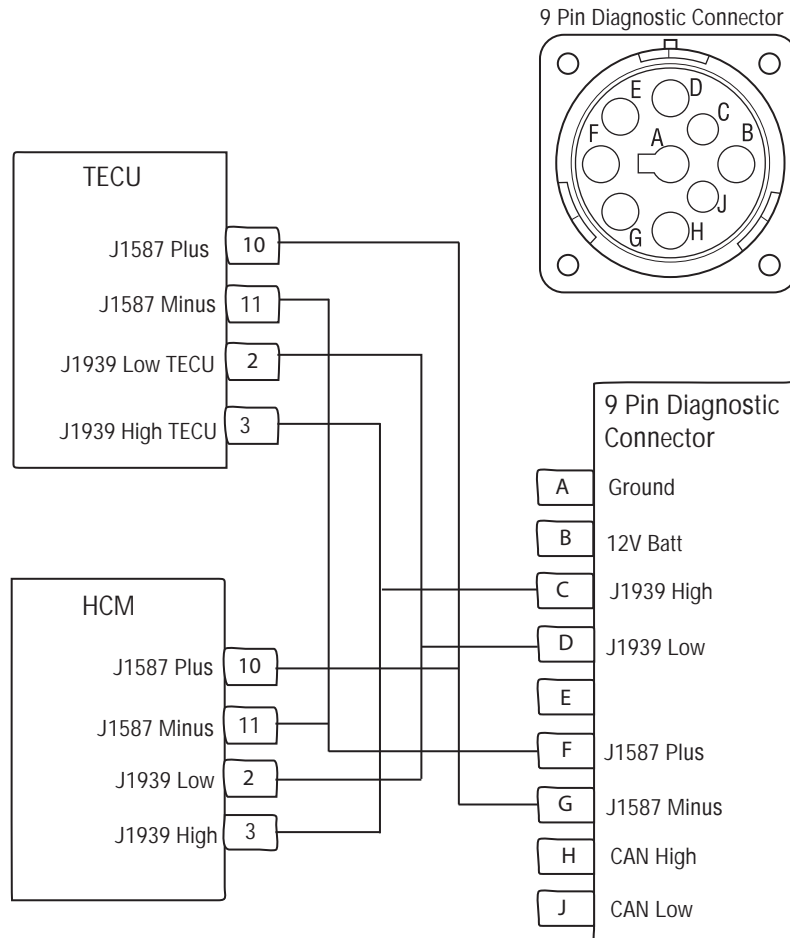 9 Pin Diagnostic Connector
E
D
C
F
A
B
J
G
H
TECU
J1587 Plus 10
J1587 Minus 11
J1939 Low TECU 2
J1939 High TECU 3
HCM
J1587 Plus 10
J1587 Minus 11
J1939 Low 2
J1939 High 3
9 Pin Diagnostic
Connector
A Ground
B 12V Batt
C J1939 High
D J1939 Low
E
F J1587 Plus
G J1587 Minus
H CAN High
J CAN Low